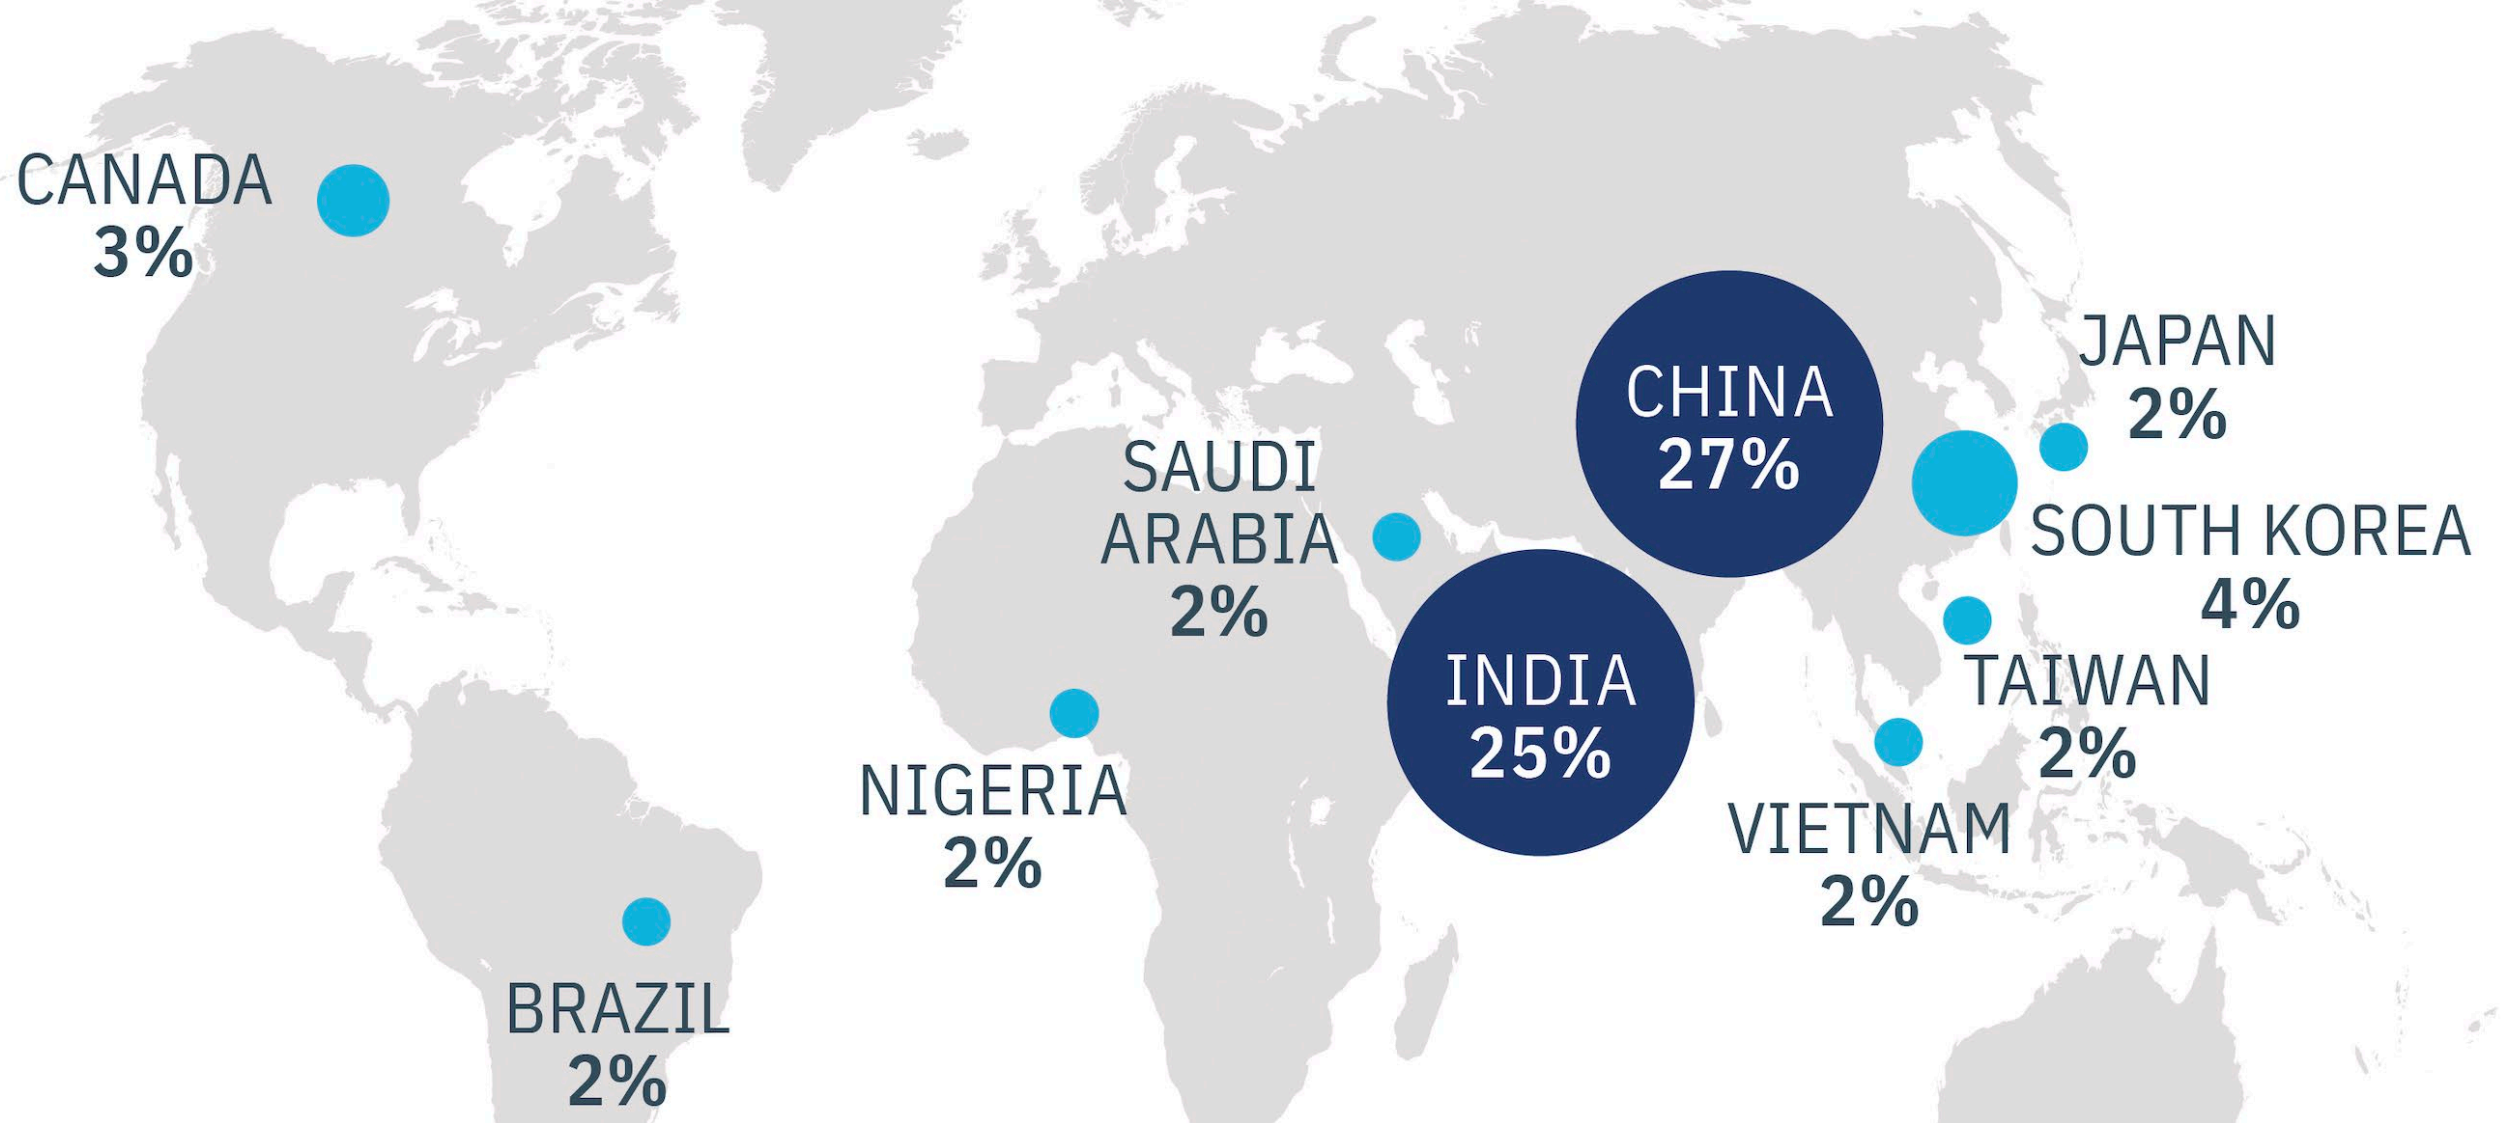 CANADA
3%
JAPAN
2%
CHINA
27%
SAUDI
ARABIA
2%
SOUTH KOREA
4%
INDIA
25%
TAIWAN
2%
NIGERIA
2%
VIETNAM
2%
BRAZIL
2%